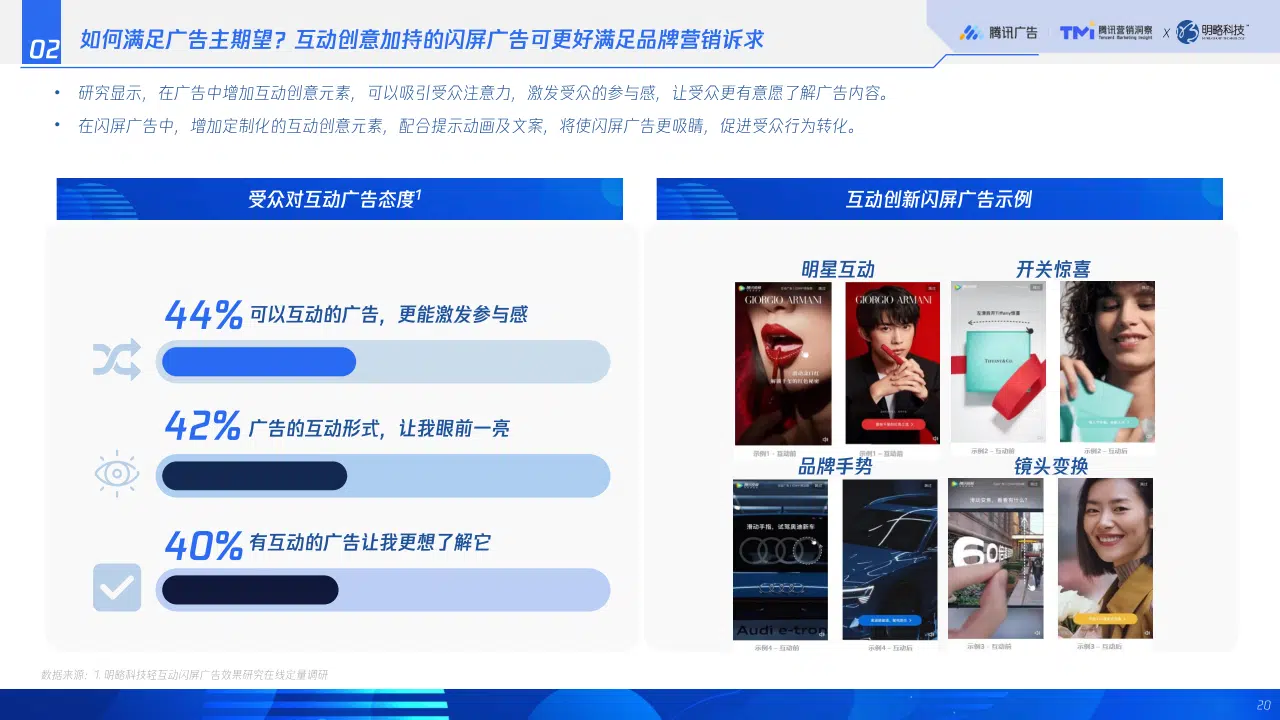 02
如何满足广告主期望？互动创意加持的闪屏广告可更好满足品牌营销诉求
腾讯广告
TMI 腾讯营销洞察
Tencent Marketing Insight
X
明略科技
• 研究显示，在广告中增加互动创意元素，可以吸引受众注意力，激发受众的参与感，让受众更有意愿了解广告内容。
• 在闪屏广告中，增加定制化的互动创意元素，配合提示动画及文案，将使闪屏广告更吸睛，促进受众行为转化。
受众对互动广告态度1
44% 可以互动的广告，更能激发参与感
42% 广告的互动形式，让我眼前一亮
40% 有互动的广告让我更想了解它
互动创新闪屏广告示例
明星互动
GIORGIO ARMANI
GIORGIO ARMANI
示例1 - 互动前
示例1 - 互动后
开关惊喜
TIFFANY&CO.
示例2 - 互动前
示例2 - 互动后
品牌手势
滑动手指，试驾奥迪新车
Audi e-tron
示例4 - 互动前
示例4 - 互动后
镜头变换
60
示例3 - 互动前
示例3 - 互动后
数据来源：1. 明略科技轻互动闪屏广告效果研究在线定量调研
20